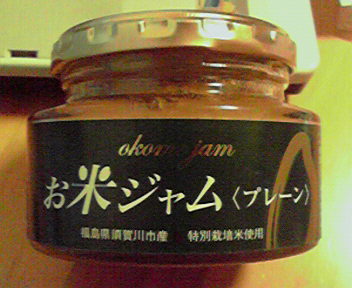 okome jam
お米ジャム〈プレーン〉
福島県須賀川市産 特別栽培米使用